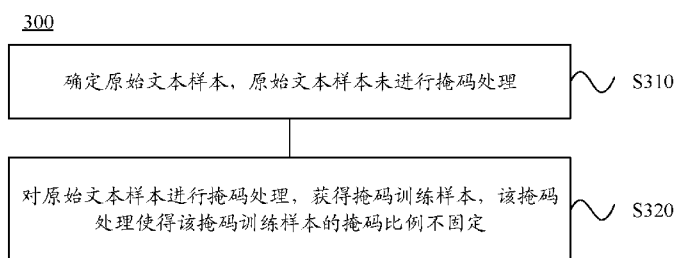 300
确定原始文本样本，原始文本样本未进行掩码处理
S310
对原始文本样本进行掩码处理，获得掩码训练样本，该掩码
处理使得该掩码训练样本的掩码比例不固定
S320